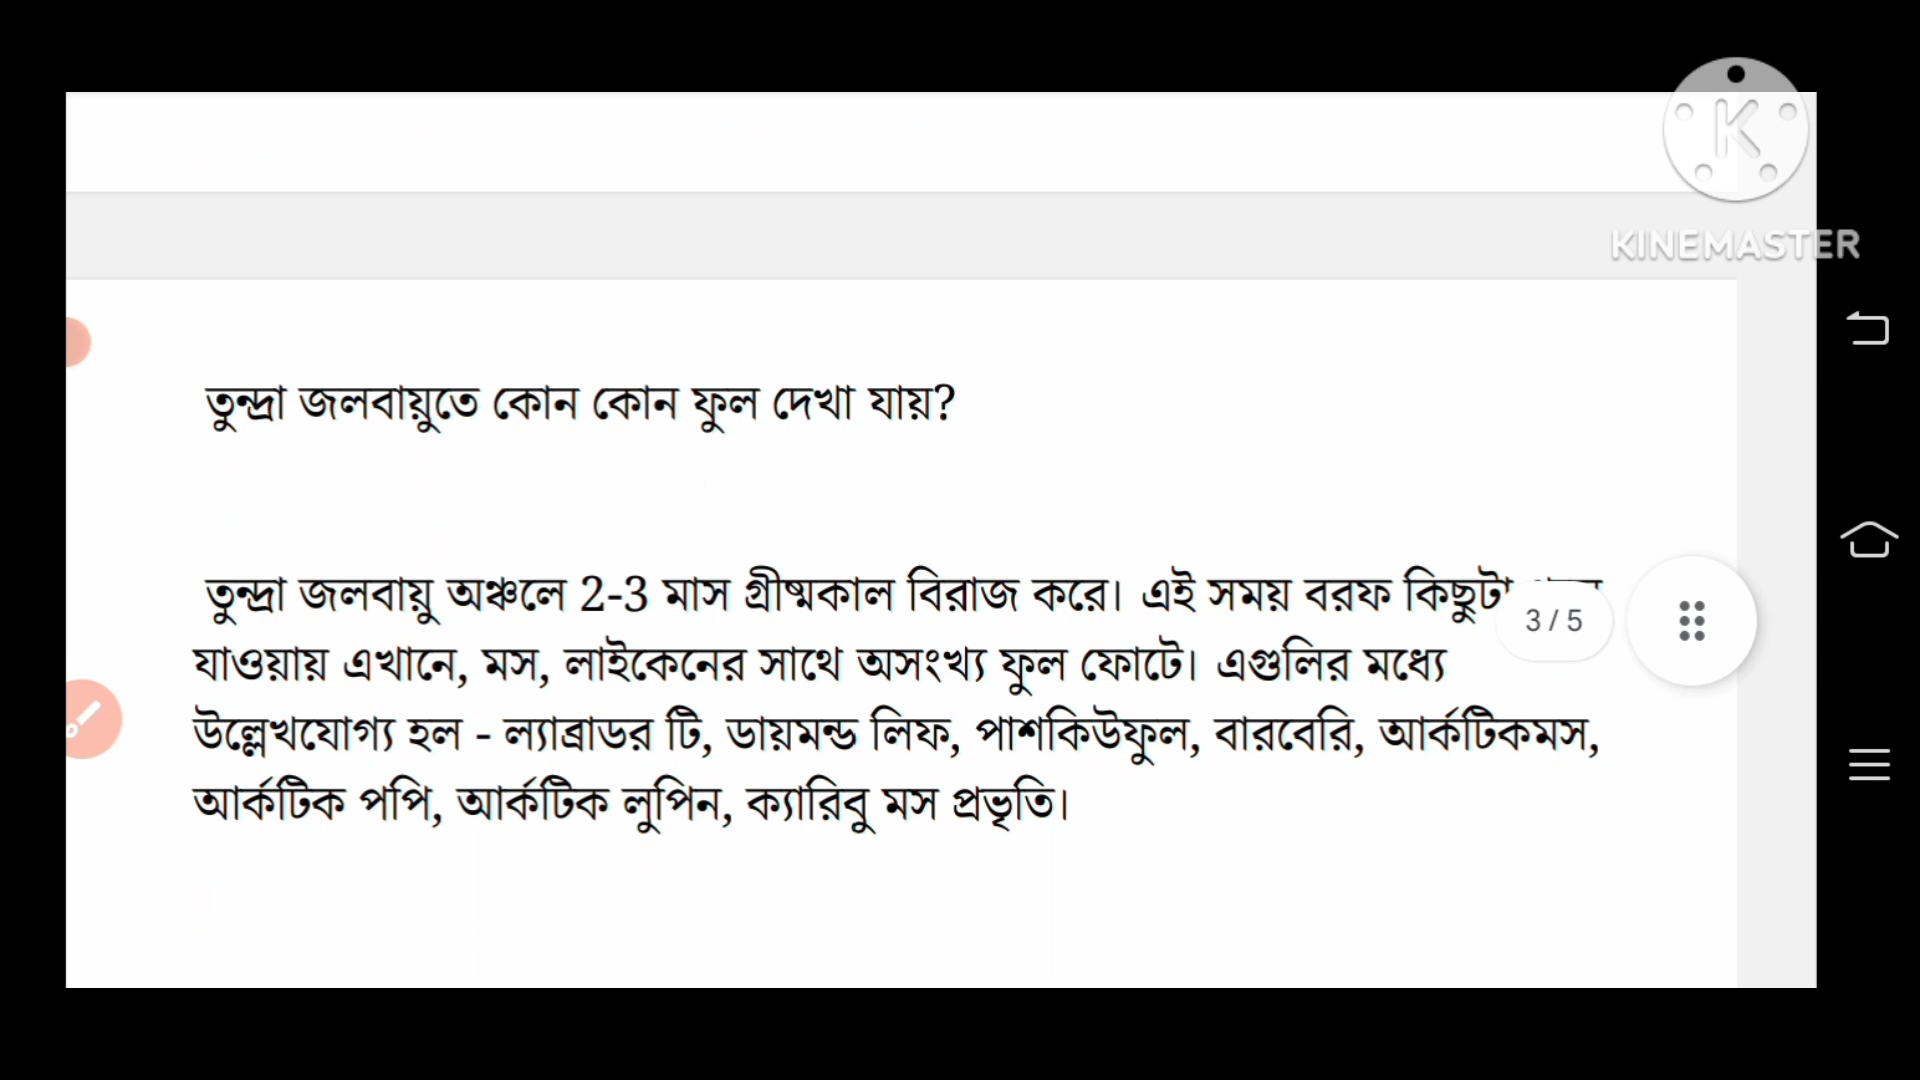 KINEMASTER
তুন্দ্রা জলবায়ুতে কোন কোন ফুল দেখা যায়?
তুন্দ্রা জলবায়ু অঞ্চলে 2-3 মাস গ্রীষ্মকাল বিরাজ করে। এই সময় বরফ কিছুটা
3 / 5
যাওয়ায় এখানে, মস, লাইকেনের সাথে অসংখ্য ফুল ফোটে। এগুলির মধ্যে
উল্লেখযোগ্য হল - ল্যাব্রাডর টি, ডায়মন্ড লিফ, পাশকিউফুল, বারবেরি, আর্কটিকমস,
আর্কটিক পপি, আর্কটিক লুপিন, ক্যারিবু মস প্রভৃতি।